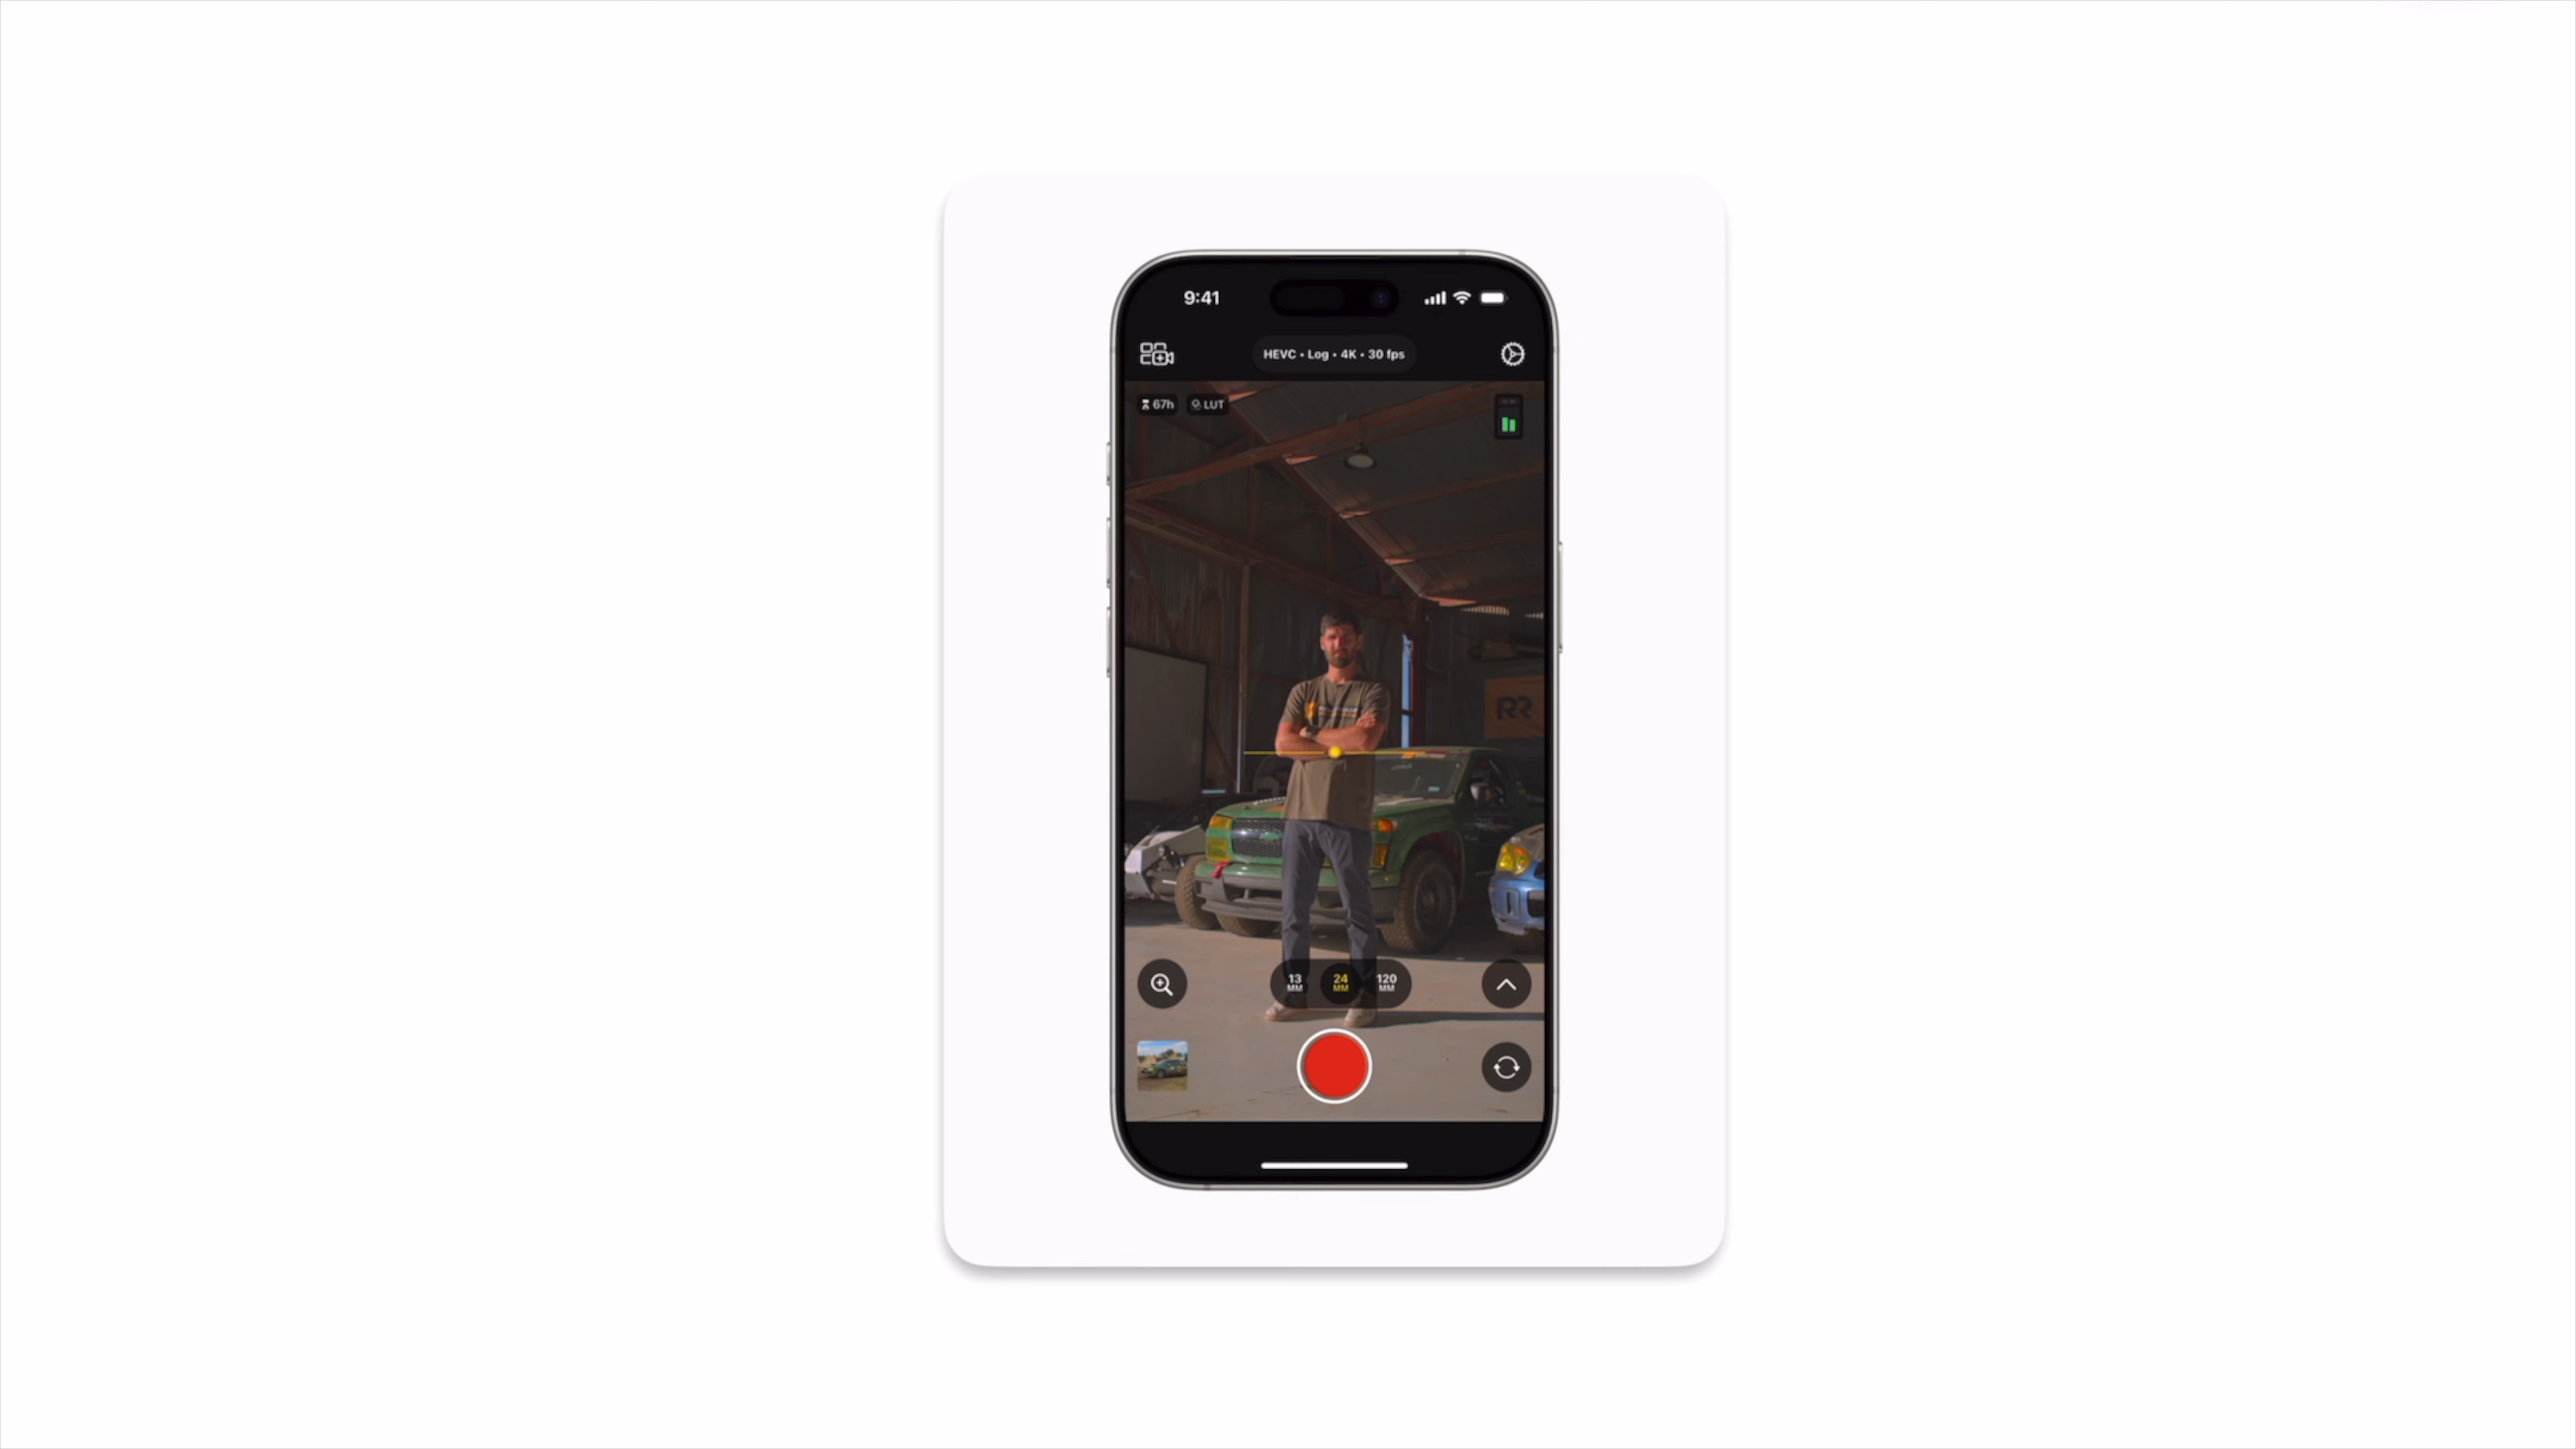 9:41
HEVC • Log • 4K • 30 fps
67h LUT
RR
13 MM 24 MM 120 MM